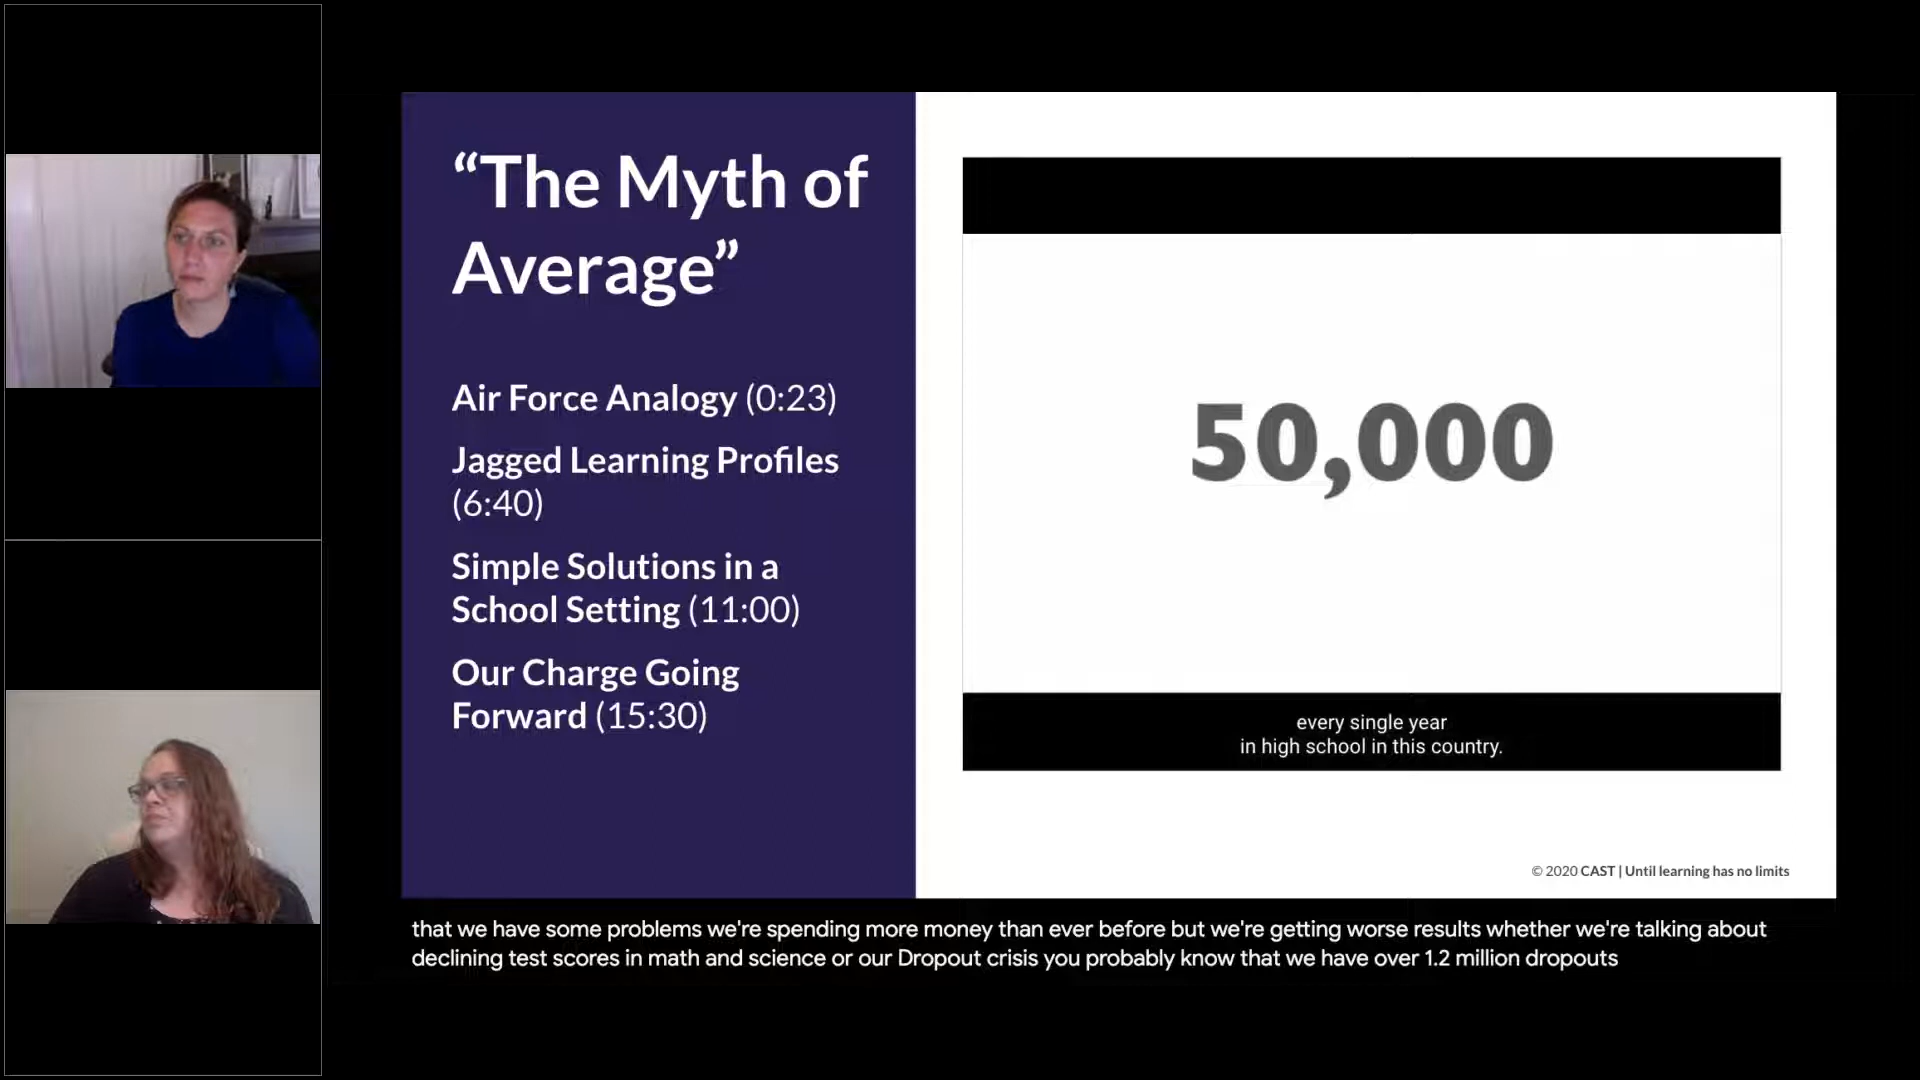 “The Myth of
Average”
Air Force Analogy (0:23)
Jagged Learning Profiles
(6:40)
Simple Solutions in a
School Setting (11:00)
Our Charge Going
Forward (15:30)
50,000
every single year
in high school in this country.
© 2020 CAST | Until learning has no limits
that we have some problems we're spending more money than ever before but we're getting worse results whether we're talking about
declining test scores in math and science or our Dropout crisis you probably know that we have over 1.2 million dropouts